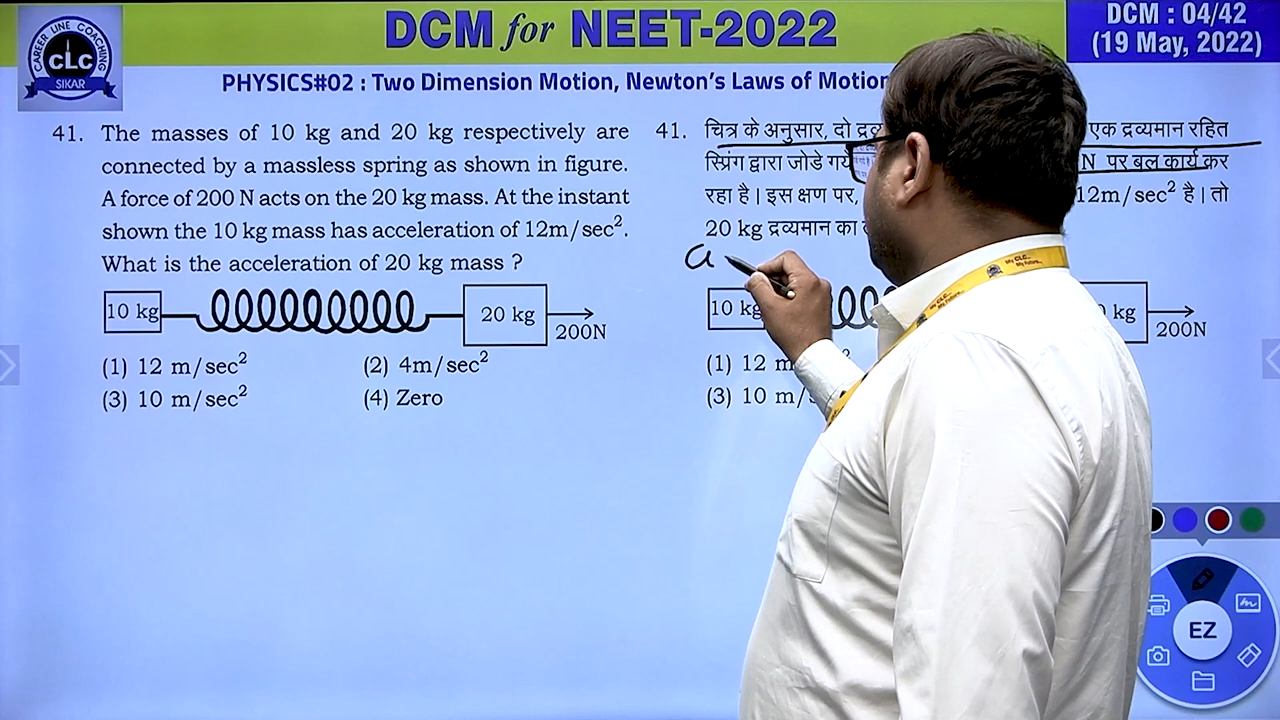 DCM for NEET-2022
DCM : 04/42
(19 May, 2022)
CAREER LINE COACHING
CLC
SIKAR
PHYSICS#02 : Two Dimension Motion, Newton's Laws of Motion
41. The masses of 10 kg and 20 kg respectively are
connected by a massless spring as shown in figure.
A force of 200 N acts on the 20 kg mass. At the instant
shown the 10 kg mass has acceleration of 12m/sec².
What is the acceleration of 20 kg mass ?
10 kg
20 kg
200N
(1) 12 m/sec² (2) 4m/sec²
(3) 10 m/sec² (4) Zero
41. चित्र के अनुसार, दो एक द्रव्यमान रहित
स्प्रिंग द्वारा जोडे गये N पर बल कार्य कर
रहा है। इस क्षण पर, 12m/sec² है। तो
20 kg द्रव्यमान का
a
10 kg
kg
200N
(1) 12
(3) 10
My CLC..
My Future..
EZ